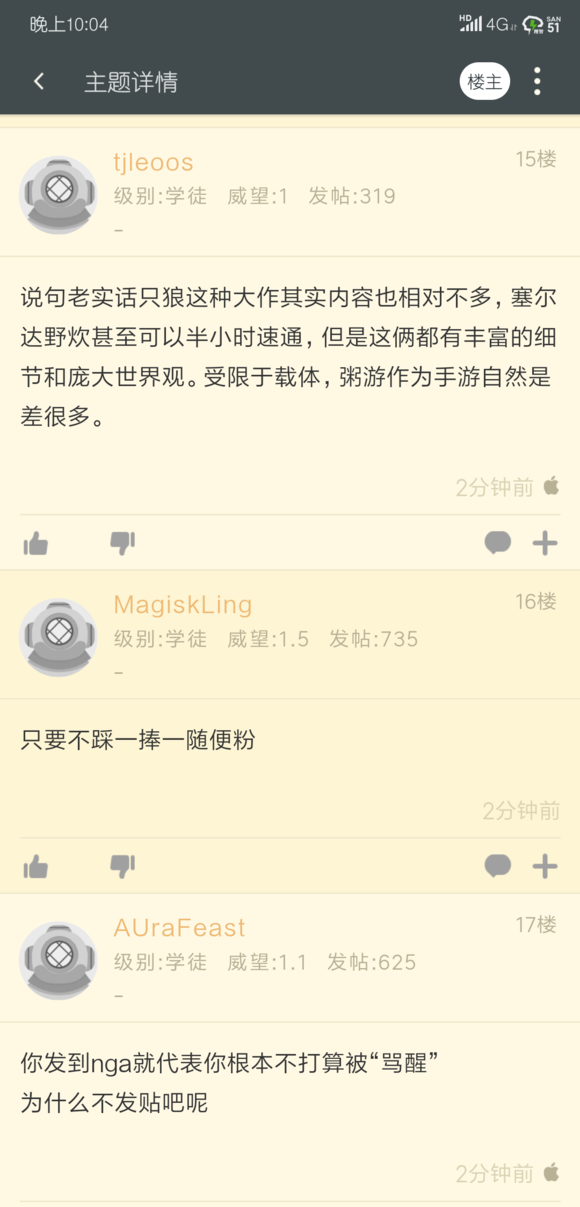 晚上10:04
HD 4G SAN 51
主题详情
楼主
tjleoos
15楼
级别:学徒 威望:1 发帖:319
-
说句老实话只狼这种大作其实内容也相对不多，塞尔
达野炊甚至可以半小时速通，但是这俩都有丰富的细
节和庞大世界观。受限于载体，粥游作为手游自然是
差很多。
2分钟前
MagiskLing
16楼
级别:学徒 威望:1.5 发帖:735
-
只要不踩一捧一随便粉
2分钟前
AUraFeast
17楼
级别:学徒 威望:1.1 发帖:625
-
你发到nga就代表你根本不打算被“骂醒”
为什么不发贴吧呢
2分钟前